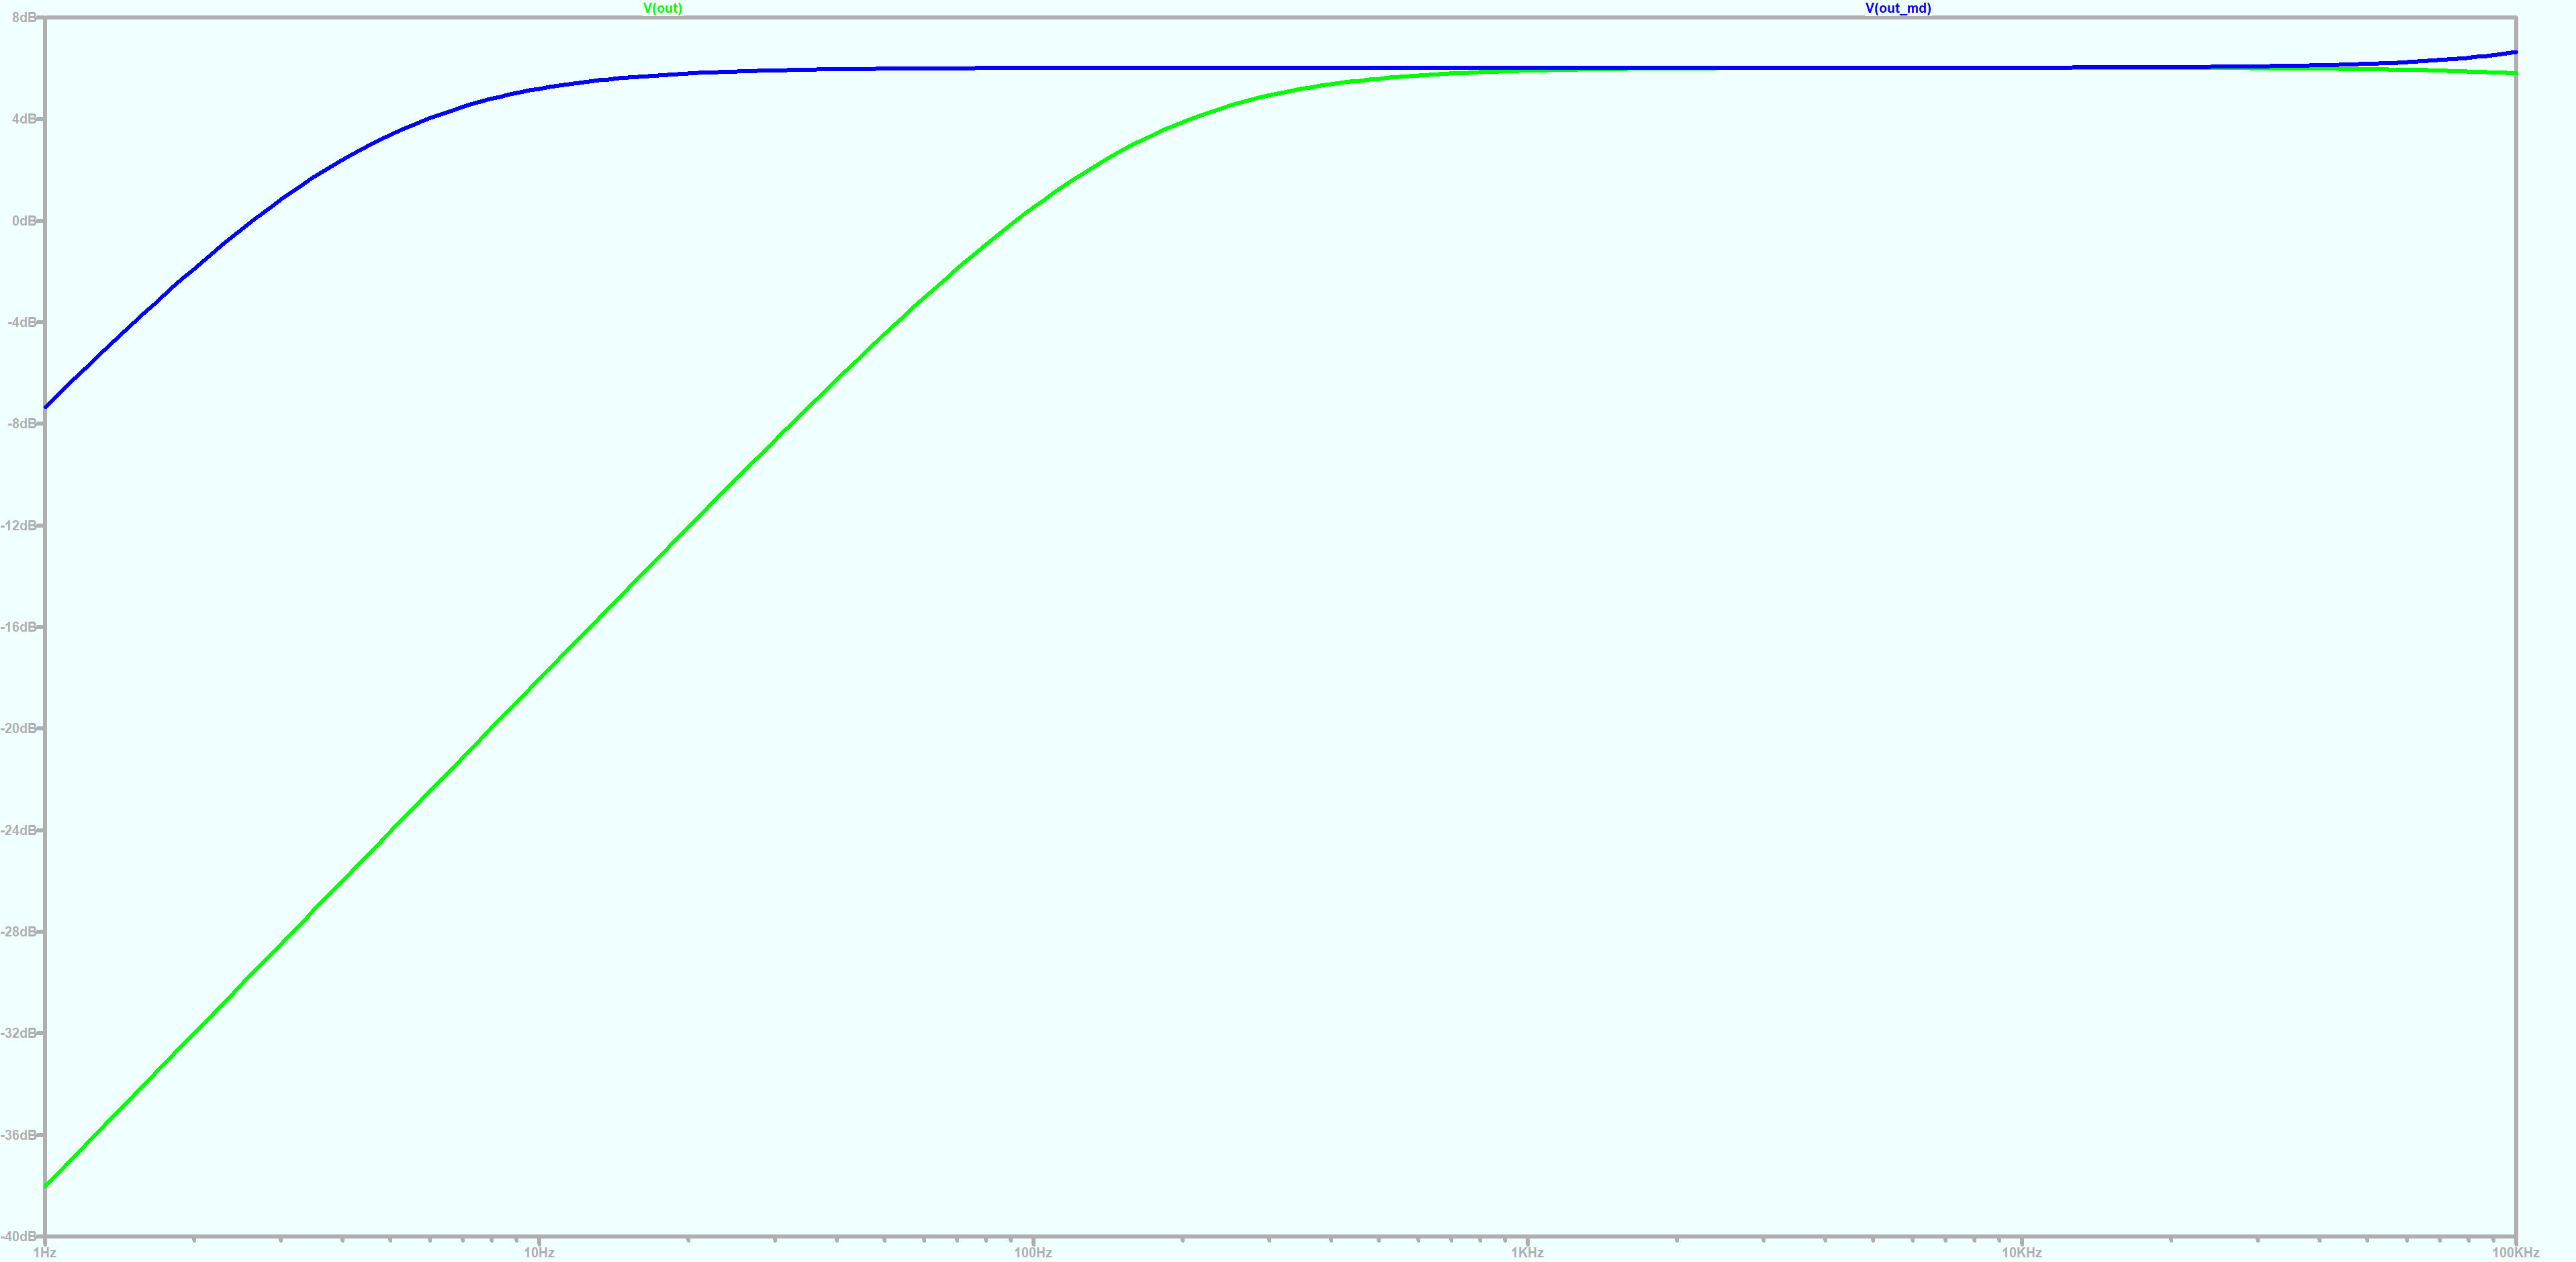 V(out) V(out_md)
8dB
4dB
0dB
-4dB
-8dB
-12dB
-16dB
-20dB
-24dB
-28dB
-32dB
-36dB
-40dB
1Hz 10Hz 100Hz 1KHz 10KHz 100KHz